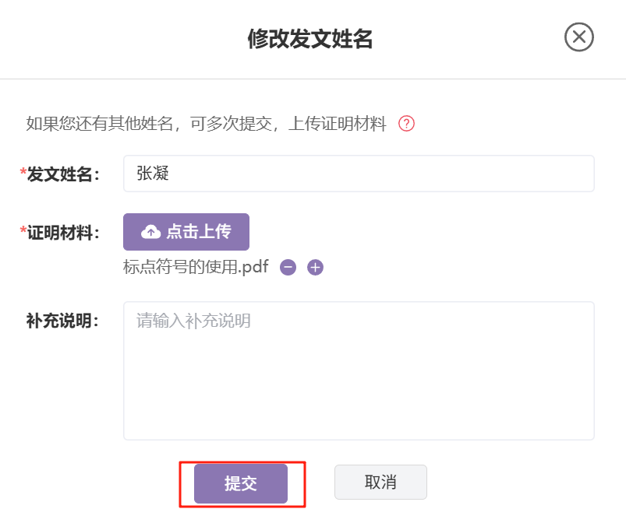 修改发文姓名
如果您还有其他姓名，可多次提交，上传证明材料 ?
*发文姓名： 张凝
*证明材料： 点击上传
标点符号的使用.pdf
补充说明： 请输入补充说明
提交 取消